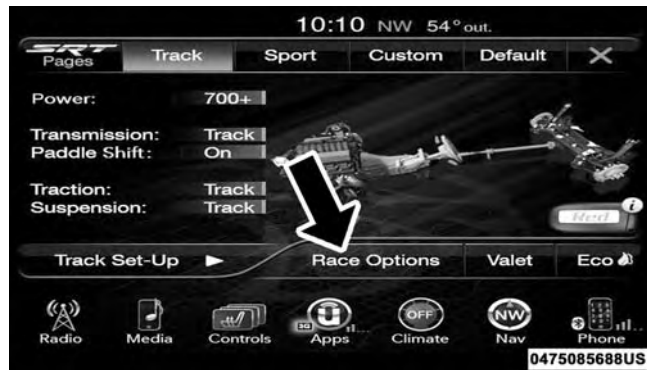 10:10 NW 54° out.
SRT Pages Track Sport Custom Default X
Power: 700+
Transmission: Track
Paddle Shift: On
Traction: Track
Suspension: Track
Red i
Track Set-Up ► Race Options Valet Eco
3G U OFF NW
Radio Media Controls Apps Climate Nav Phone
0475085688US